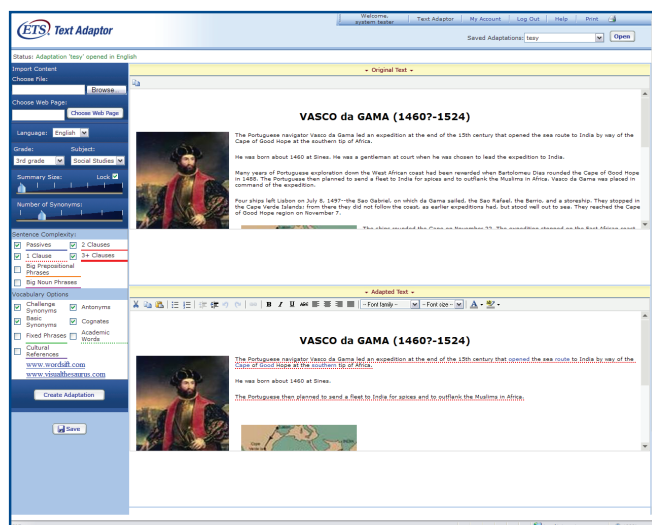 Welcome, system tester
Text Adaptor
My Account
Log Out
Help
Print
ETS Text Adaptor
Saved Adaptations: tesy
Open
Status: Adaptation 'tesy' opened in English
Import Content
Choose File:
Browse...
Choose Web Page:
Choose Web Page
Language: English
Grade: Subject:
3rd grade Social Studies
Summary Size: Lock
Number of Synonyms:
Sentence Complexity:
Passives 2 Clauses
1 Clause 3+ Clauses
Big Prepositional Phrases
Big Noun Phrases
Vocabulary Options
Challenge Synonyms Antonyms
Basic Synonyms Cognates
Fixed Phrases Academic Words
Cultural References
www.wordsift.com
www.visualthesaurus.com
Create Adaptation
Save
Original Text
VASCO da GAMA (1460?-1524)
The Portuguese navigator Vasco da Gama led an expedition at the end of the 15th century that opened the sea route to India by way of the
Cape of Good Hope at the southern tip of Africa.
He was born about 1460 at Sines. He was a gentleman at court when he was chosen to lead the expedition to India.
Many years of Portuguese exploration down the West African coast had been rewarded when Bartolomeu Dias rounded the Cape of Good Hope
in 1488. The Portuguese then planned to send a fleet to India for spices and to outflank the Muslims in Africa. Vasco da Gama was placed in
command of the expedition.
Four ships left Lisbon on July 8, 1497--the Sao Gabriel, on which da Gama sailed, the Sao Rafael, the Berrio, and a storeship. They stopped in
the Cape Verde Islands; from there they did not follow the coast, as earlier expeditions had, but stood well out to sea. They reached the Cape
of Good Hope region on November 7.
The ships rounded the Cape on November 22. The expedition stopped on the East African coast
Adapted Text
B I U ABC
-- Font family -- -- Font size -- A
VASCO da GAMA (1460?-1524)
The Portuguese navigator Vasco da Gama led an expedition at the end of the 15th century that opened the sea route to India by way of the
Cape of Good Hope at the southern tip of Africa.
He was born about 1460 at Sines.
The Portuguese then planned to send a fleet to India for spices and to outflank the Muslims in Africa.